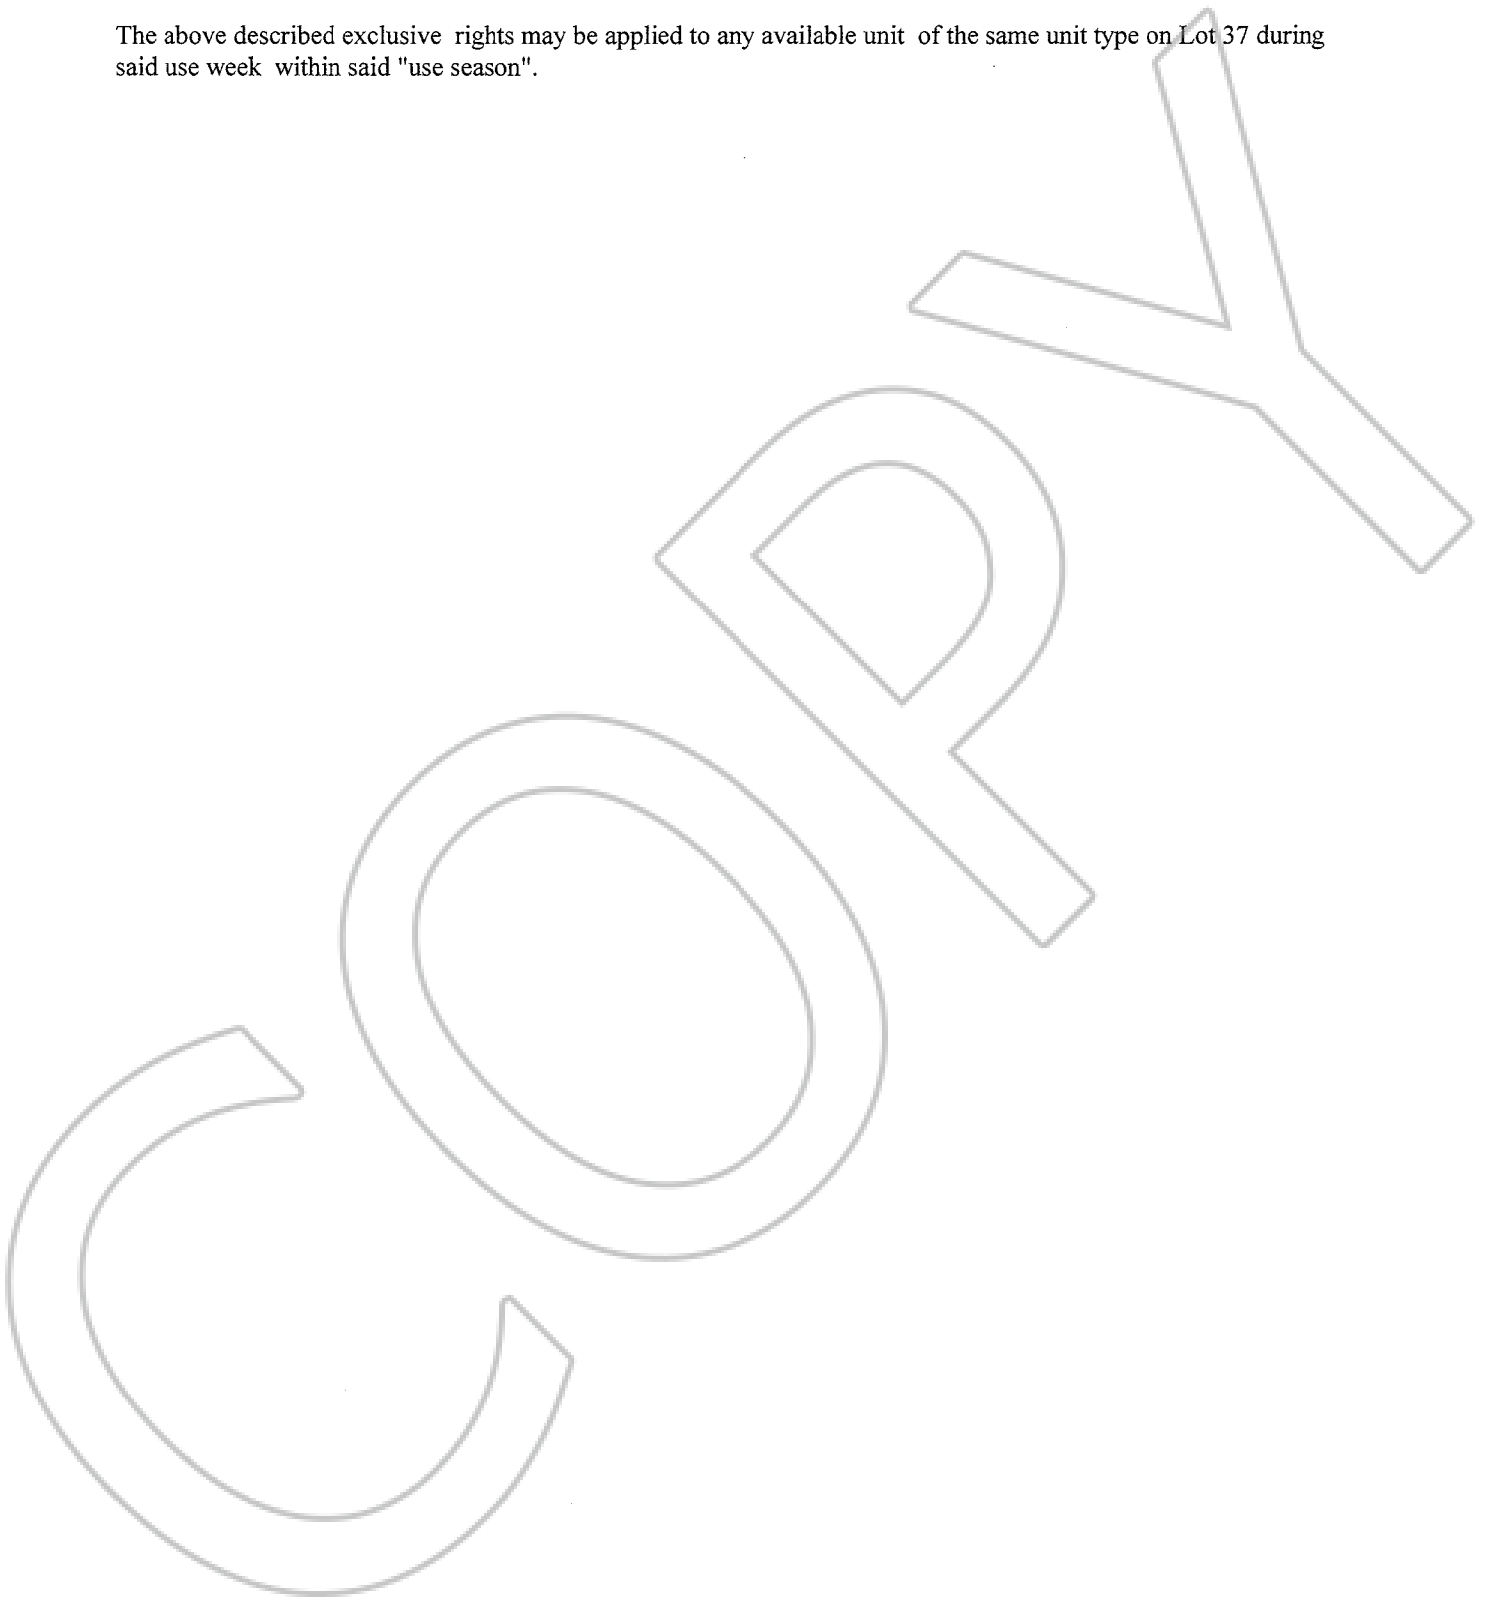 The above described exclusive rights may be applied to any available unit of the same unit type on Lot 37 during
said use week within said "use season".
COPY